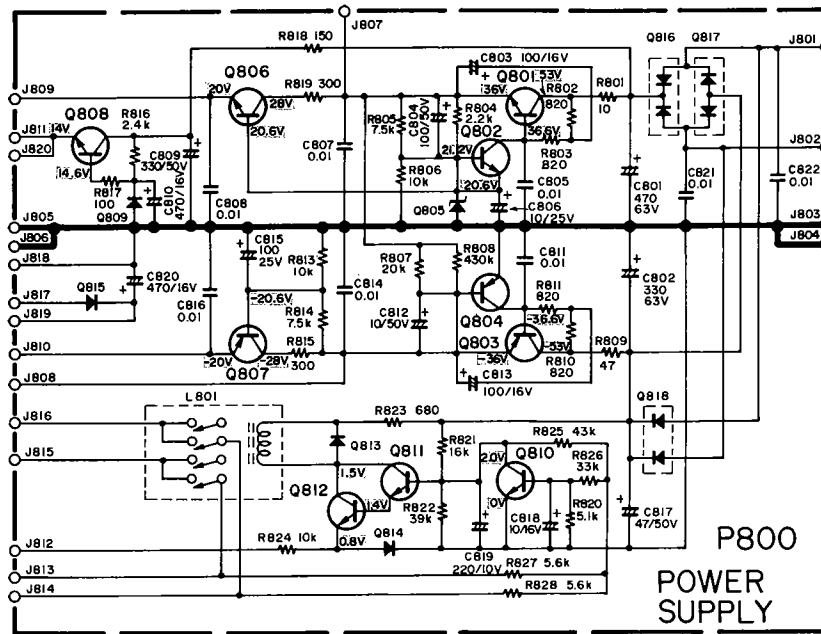 J807
R818 150
Q816
Q817
J801
C803 100/16V
Q806
20V
R819 300
28V
20.6V
Q801
53V
36V
R802
820
R801
10
36.6V
J809
Q808
14V
R816
2.4k
J811
J820
14.6V
R817
100
C809
330/50V
C810
470/16V
Q809
C807
0.01
C808
0.01
R805
7.5k
C804
100/50V
R804
2.2k
Q802
21.2V
20.6V
R806
10k
R803
820
C805
0.01
Q805
C806
10/25V
C801
470
63V
C821
0.01
J802
C822
0.01
J805
J806
J803
J804
J818
J817
Q815
J819
C820
470/16V
C816
0.01
C815
100
25V
R813
10k
-20.6V
R814
7.5k
C814
0.01
R815
300
-20V
-28V
Q807
R807
20k
R808
430k
C812
10/50V
Q804
Q803
C811
0.01
R811
820
-36.6V
-36V
-53V
R810
820
R809
47
C802
330
63V
C813
100/16V
J810
J808
J816
J815
L801
R823 680
Q813
1.5V
Q811
Q812
1.4V
0.8V
R821
16k
R822
39k
Q814
R824 10k
R825 43k
2.0V
Q810
0V
R826
33k
C818
10/16V
R820
5.1k
C819
220/10V
Q818
C817
47/50V
R827 5.6k
R828 5.6k
J812
J813
J814
P800
POWER
SUPPLY